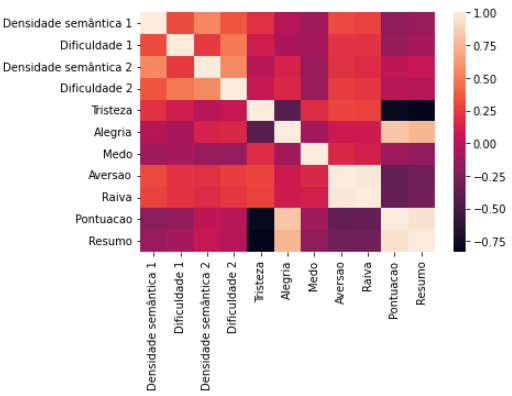 Densidade semântica 1
Dificuldade 1
Densidade semântica 2
Dificuldade 2
Tristeza
Alegria
Medo
Aversao
Raiva
Pontuacao
Resumo
Densidade semântica 1
Dificuldade 1
Densidade semântica 2
Dificuldade 2
Tristeza
Alegria
Medo
Aversao
Raiva
Pontuacao
Resumo
1.00
0.75
0.50
0.25
0.00
−0.25
−0.50
−0.75